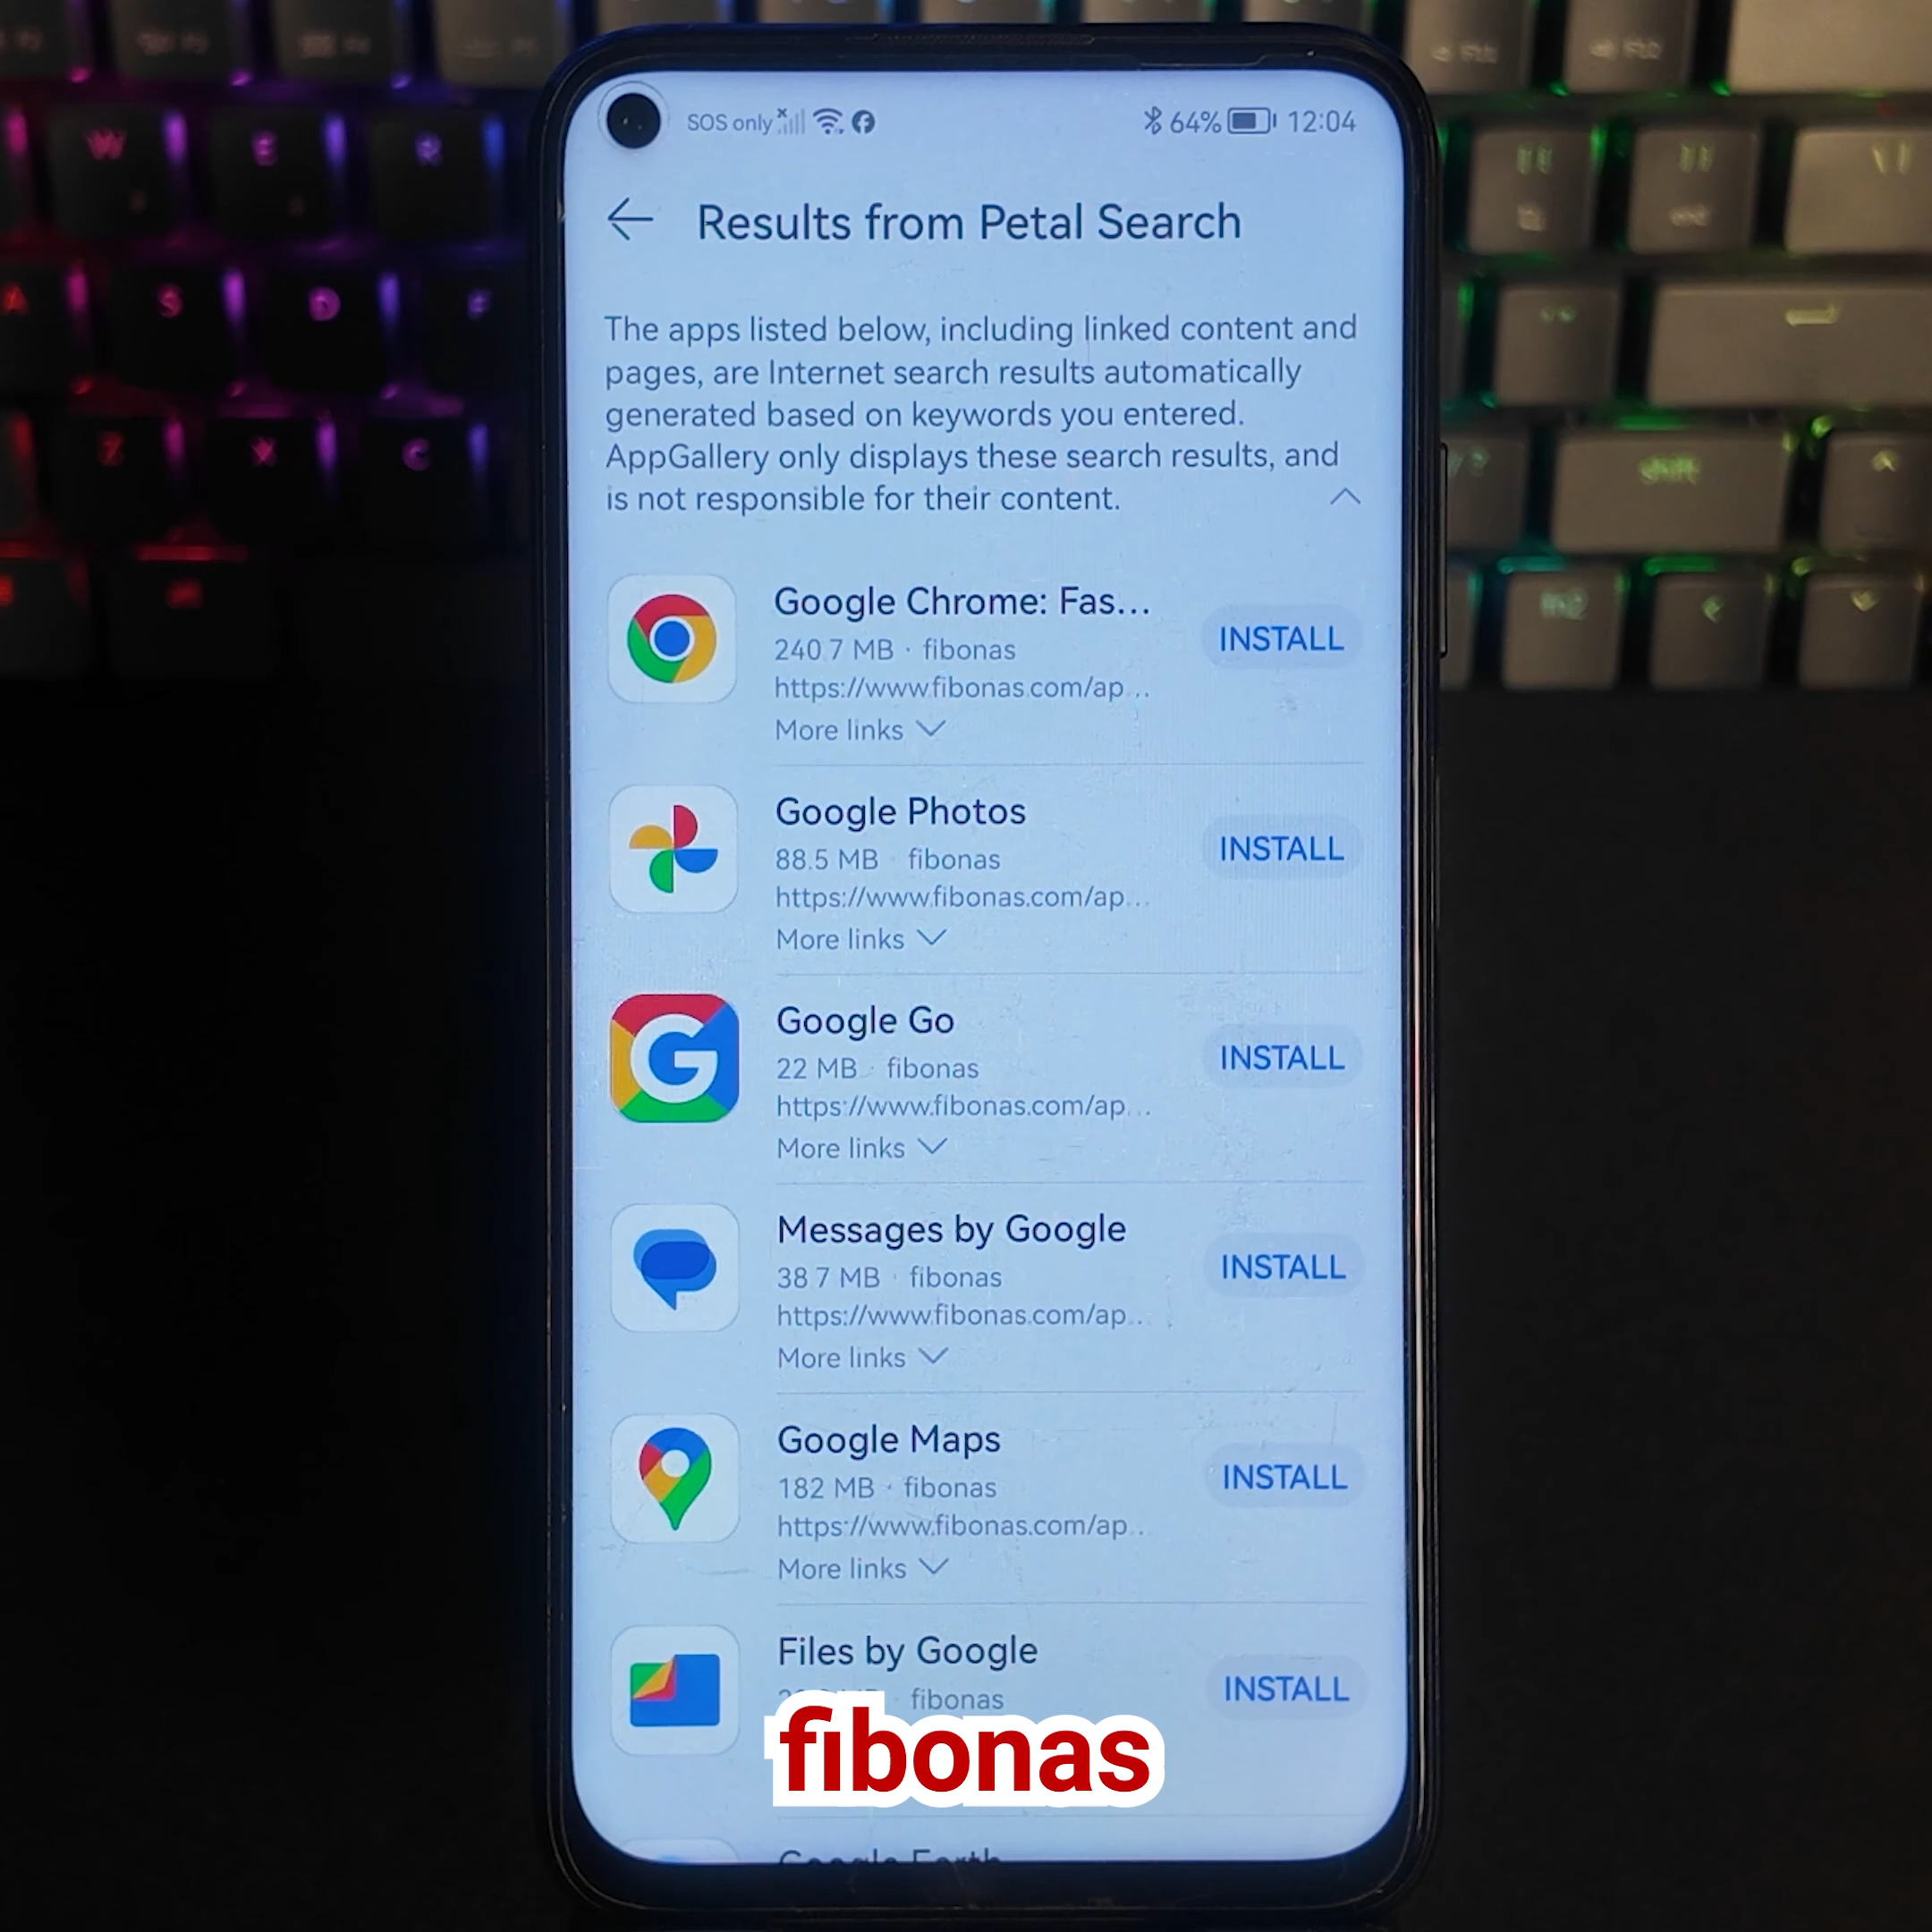 SOS only 64% 12:04
Results from Petal Search
The apps listed below, including linked content and
pages, are Internet search results automatically
generated based on keywords you entered.
AppGallery only displays these search results, and
is not responsible for their content.
Google Chrome: Fas...
240.7 MB · fibonas
INSTALL
https://www.fibonas.com/ap...
More links
Google Photos
88.5 MB · fibonas
INSTALL
https://www.fibonas.com/ap...
More links
Google Go
22 MB · fibonas
INSTALL
https://www.fibonas.com/ap...
More links
Messages by Google
38.7 MB · fibonas
INSTALL
https://www.fibonas.com/ap...
More links
Google Maps
182 MB · fibonas
INSTALL
https://www.fibonas.com/ap...
More links
Files by Google
fibonas
INSTALL
fibonas
Google Earth
W E R
A S D F
Z X C
shift